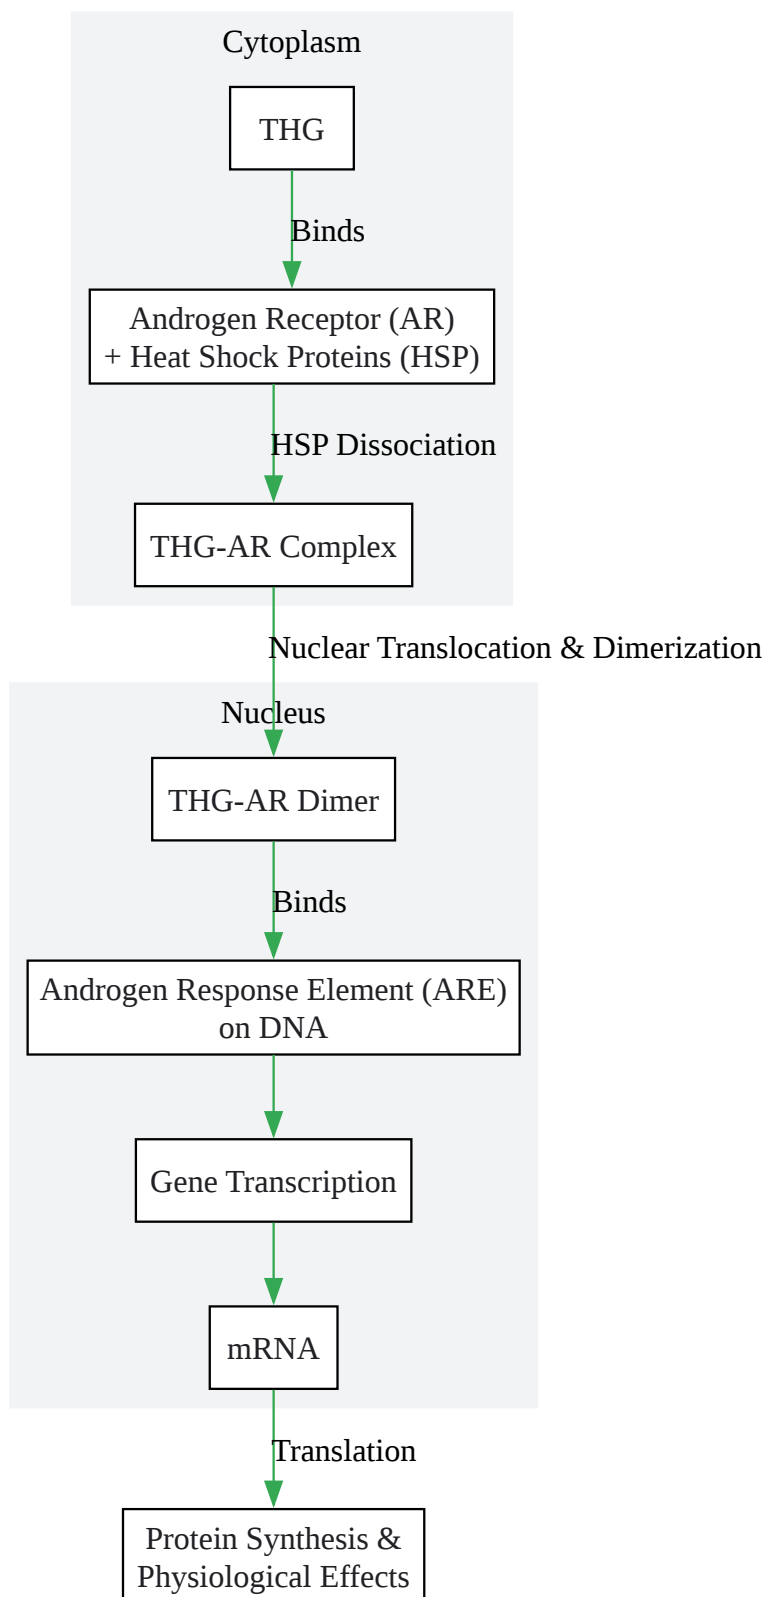 Cytoplasm
THG
Binds
Androgen Receptor (AR)
+ Heat Shock Proteins (HSP)
HSP Dissociation
THG-AR Complex
Nuclear Translocation & Dimerization
Nucleus
THG-AR Dimer
Binds
Androgen Response Element (ARE)
on DNA
Gene Transcription
mRNA
Translation
Protein Synthesis &
Physiological Effects